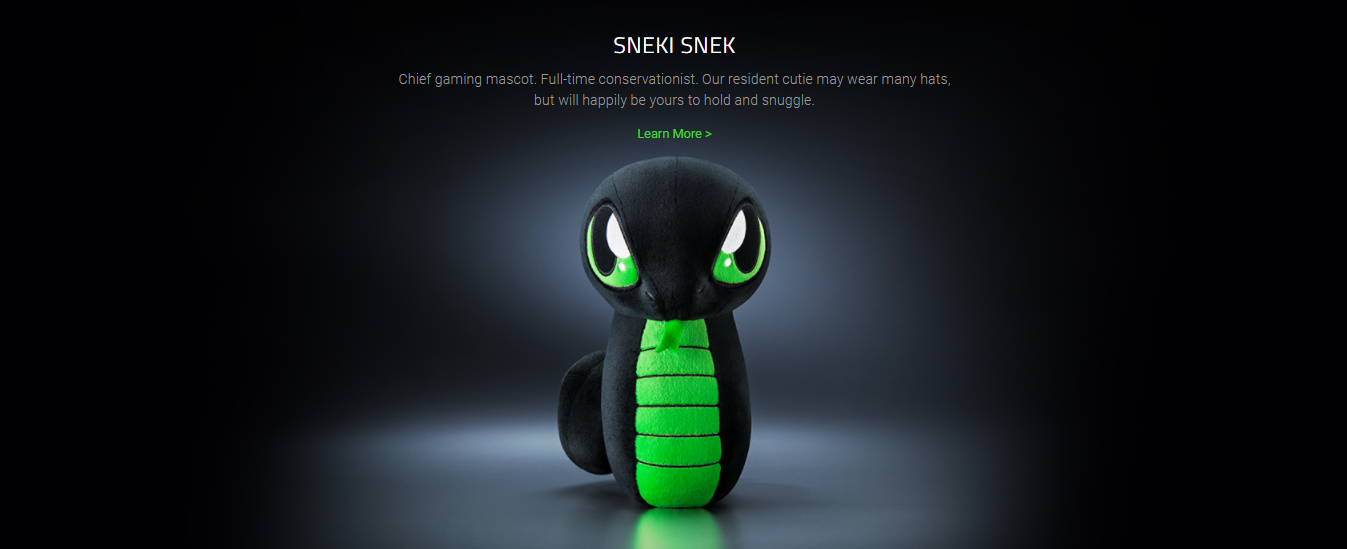 SNEKI SNEK
Chief gaming mascot. Full-time conservationist. Our resident cutie may wear many hats,
but will happily be yours to hold and snuggle.
Learn More >